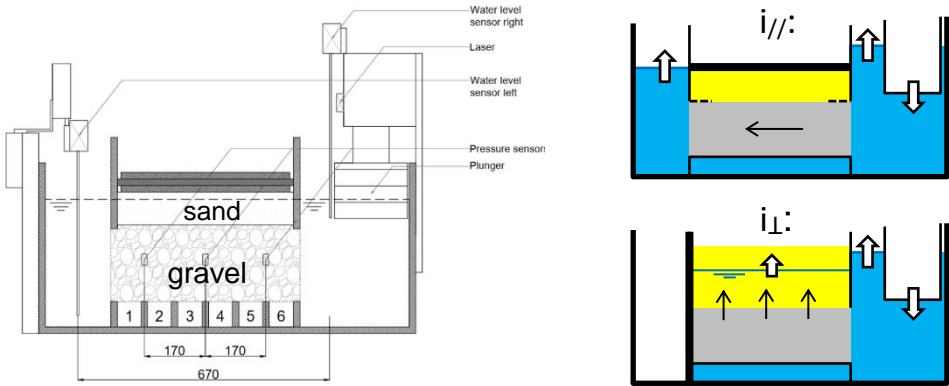 Water level
sensor right
Laser
Water level
sensor left
Pressure sensors
Plunger
sand
gravel
1 2 3 4 5 6
170 170
670
i//:
i⊥: